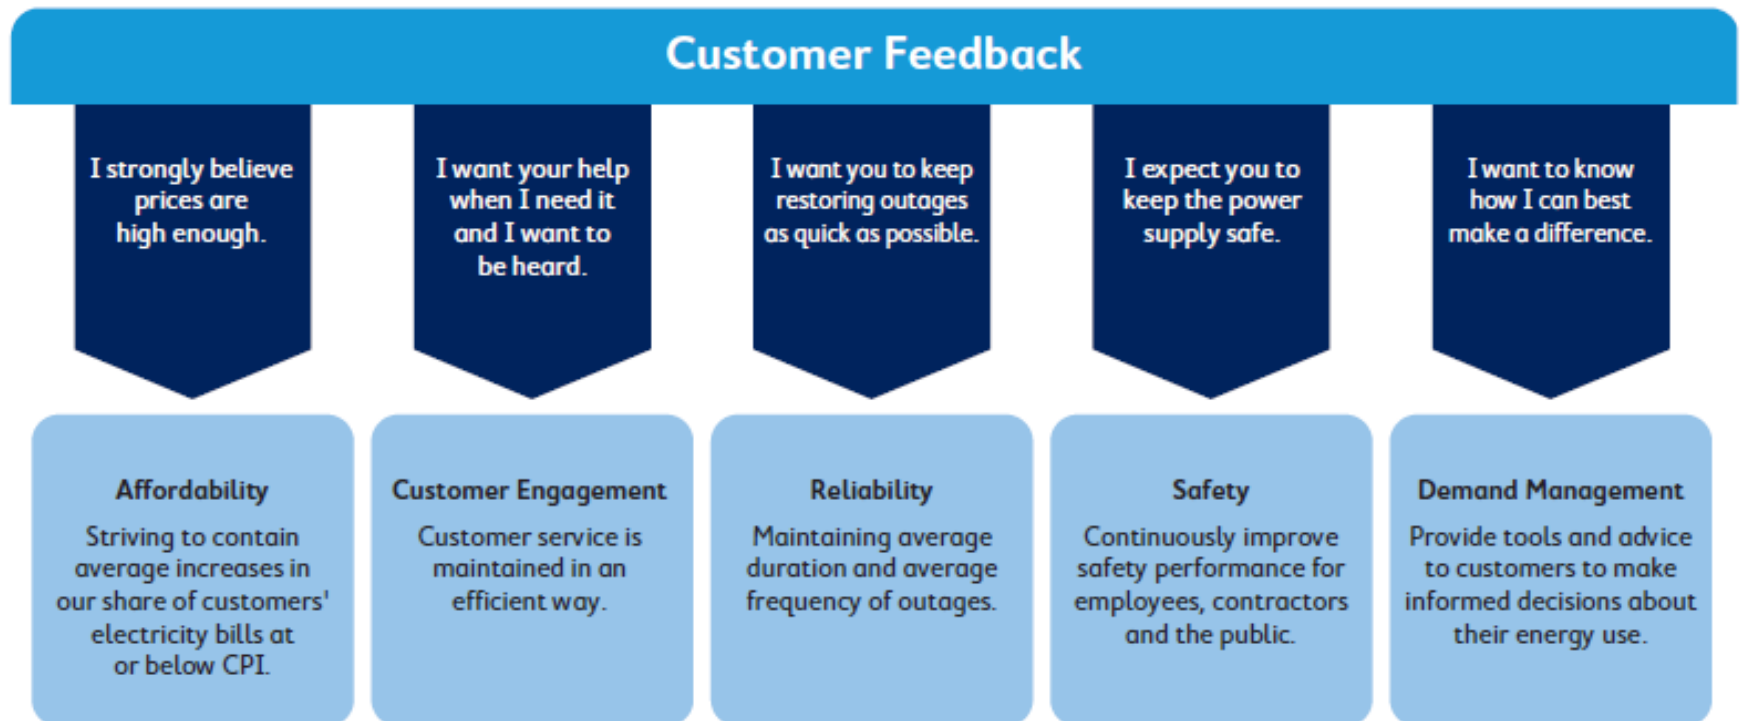 Customer Feedback
I strongly believe
prices are
high enough.
I want your help
when I need it
and I want to
be heard.
I want you to keep
restoring outages
as quick as possible.
I expect you to
keep the power
supply safe.
I want to know
how I can best
make a difference.
Affordability
Striving to contain
average increases in
our share of customers'
electricity bills at
or below CPI.
Customer Engagement
Customer service is
maintained in an
efficient way.
Reliability
Maintaining average
duration and average
frequency of outages.
Safety
Continuously improve
safety performance for
employees, contractors
and the public.
Demand Management
Provide tools and advice
to customers to make
informed decisions about
their energy use.